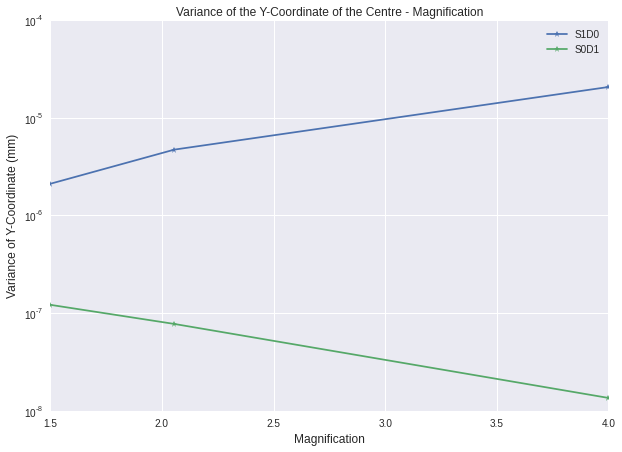 Variance of the Y-Coordinate of the Centre - Magnification
S1D0
S0D1
10^-4
10^-5
10^-6
10^-7
10^-8
Variance of Y-Coordinate (mm)
1.5 2.0 2.5 3.0 3.5 4.0
Magnification